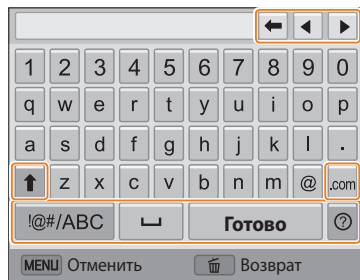 1 2 3 4 5 6 7 8 9 0
q w e r t y u i o p
a s d f g h j k l .
z x c v b n m @ .com
!@#/ABC Готово ?
MENU Отменить Возврат